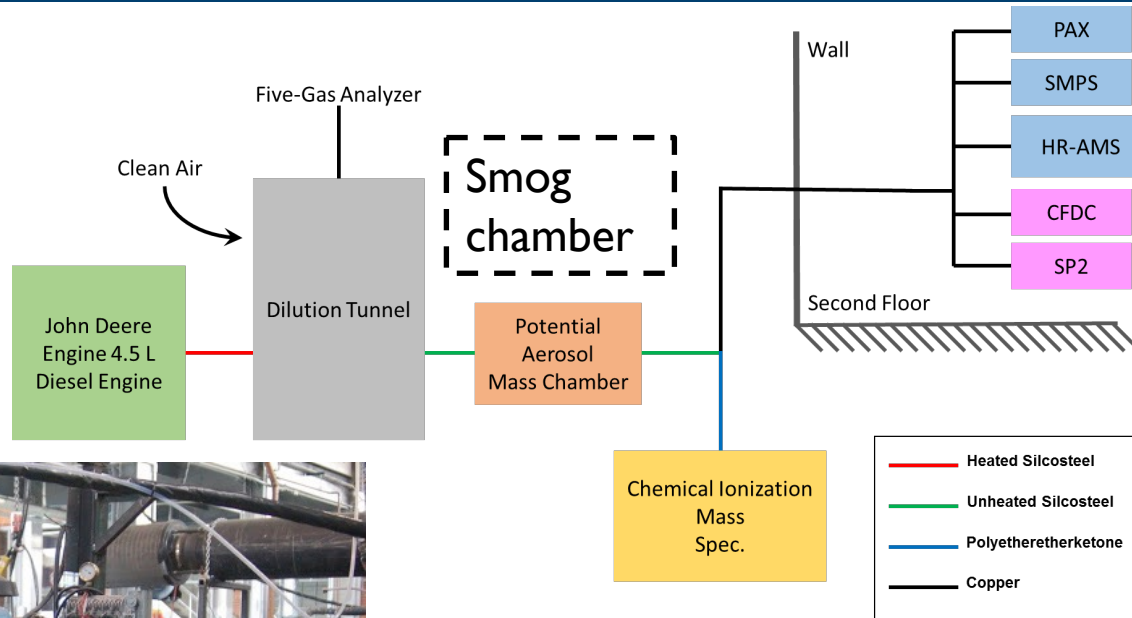 Five-Gas Analyzer
Clean Air
Smog
chamber
Wall
PAX
SMPS
HR-AMS
CFDC
SP2
Second Floor
John Deere
Engine 4.5 L
Diesel Engine
Dilution Tunnel
Potential
Aerosol
Mass Chamber
Chemical Ionization
Mass
Spec.
Heated Silcosteel
Unheated Silcosteel
Polyetheretherketone
Copper